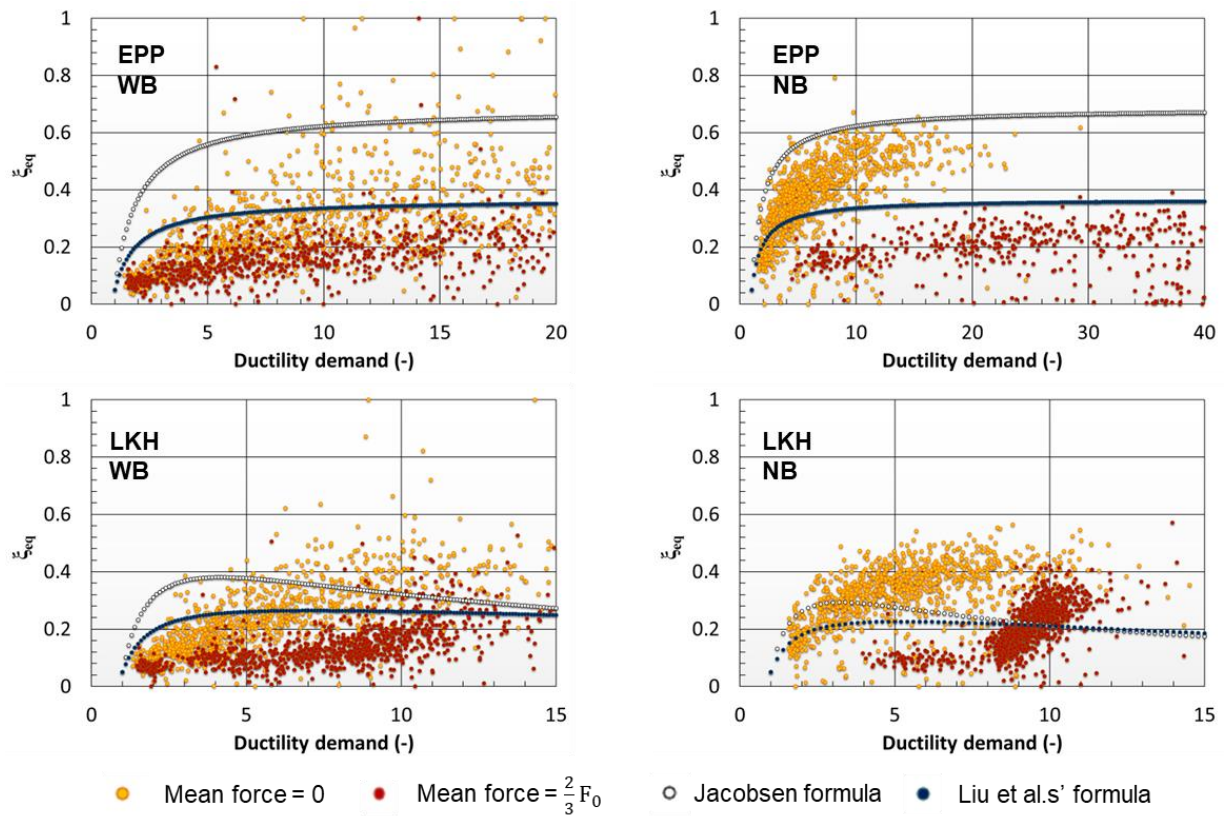 1
0.8
0.6
0.4
0.2
0
ξeq
EPP
WB
0 5 10 15 20
Ductility demand (-)
1
0.8
0.6
0.4
0.2
0
ξeq
EPP
NB
0 10 20 30 40
Ductility demand (-)
1
0.8
0.6
0.4
0.2
0
ξeq
LKH
WB
0 5 10 15
Ductility demand (-)
1
0.8
0.6
0.4
0.2
0
ξeq
LKH
NB
0 5 10 15
Ductility demand (-)
Mean force = 0 Mean force = 2/3 F₀ Jacobsen formula Liu et al.s' formula